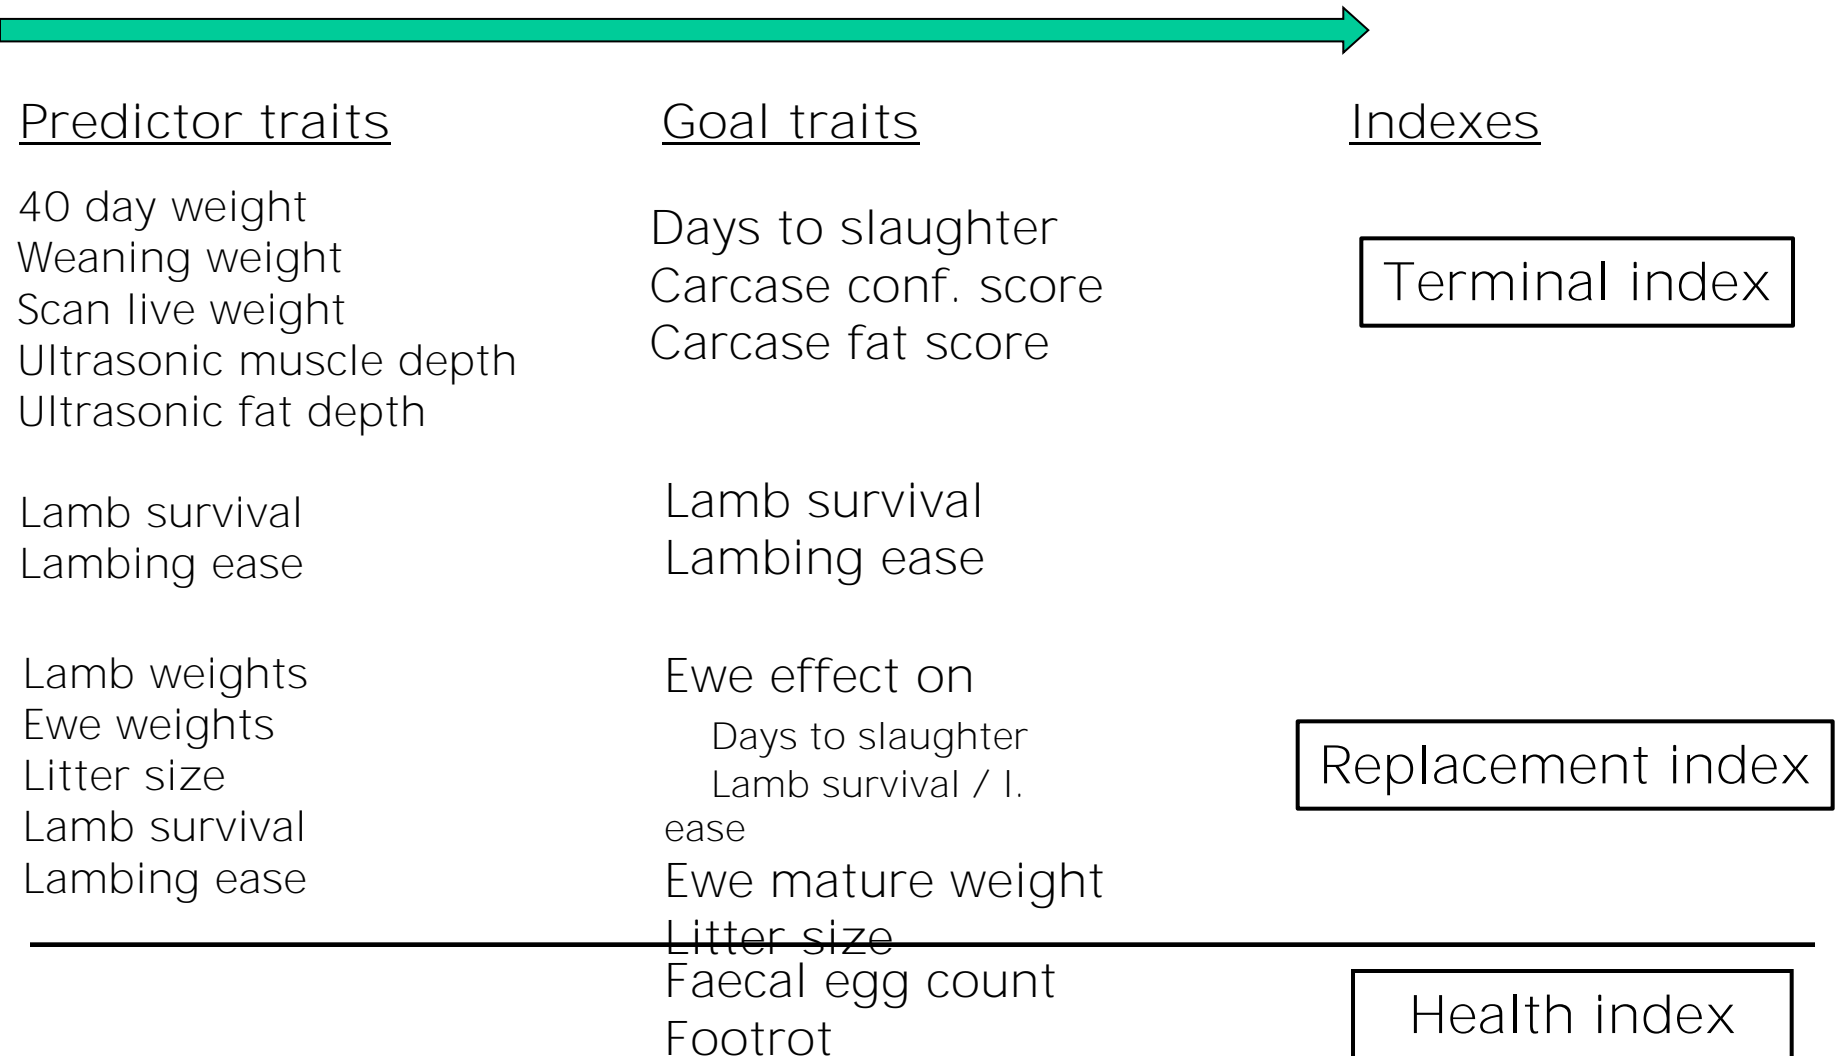 Predictor traits
Goal traits
Indexes
40 day weight
Weaning weight
Scan live weight
Ultrasonic muscle depth
Ultrasonic fat depth
Days to slaughter
Carcase conf. score
Carcase fat score
Terminal index
Lamb survival
Lambing ease
Lamb survival
Lambing ease
Lamb weights
Ewe weights
Litter size
Lamb survival
Lambing ease
Ewe effect on
Days to slaughter
Lamb survival / l.
ease
Ewe mature weight
Litter size
Replacement index
Faecal egg count
Footrot
Health index